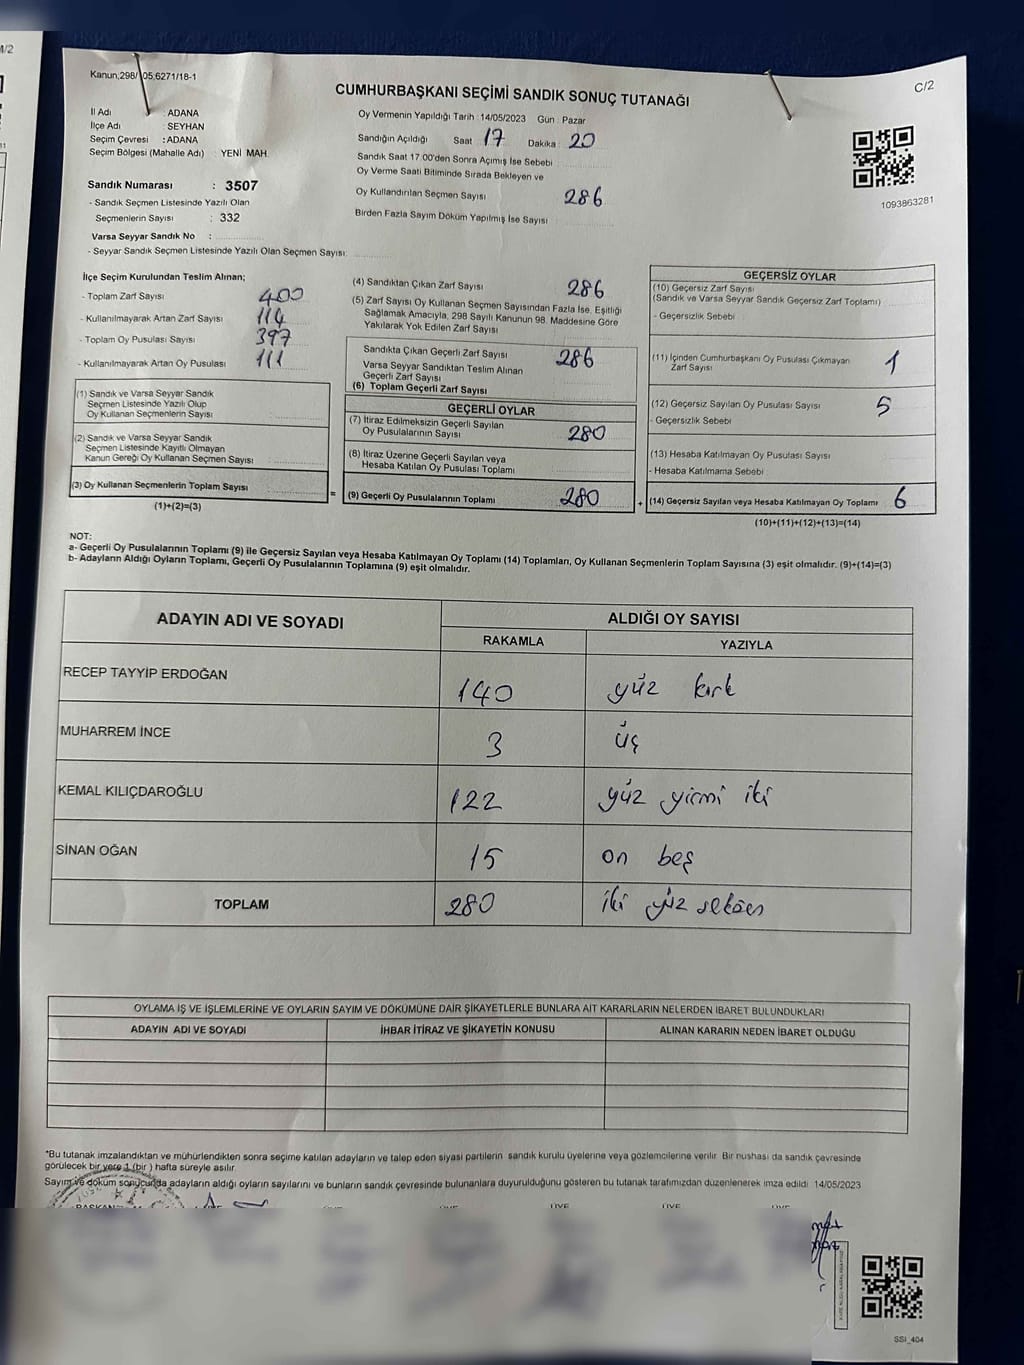 Kanun;298/105;6271/18-1
C/2
CUMHURBAŞKANI SEÇİMİ SANDIK SONUÇ TUTANAĞI
İl Adı : ADANA
İlçe Adı : SEYHAN
Seçim Çevresi : ADANA
Seçim Bölgesi (Mahalle Adı) : YENİ MAH.
Sandık Numarası : 3507
- Sandık Seçmen Listesinde Yazılı Olan
Seçmenlerin Sayısı : 332
Varsa Seyyar Sandık No :
- Seyyar Sandık Seçmen Listesinde Yazılı Olan Seçmen Sayısı:
Oy Vermenin Yapıldığı Tarih : 14/05/2023 Gün : Pazar
Sandığın Açıldığı Saat 17 Dakika 20
Sandık Saat 17.00'den Sonra Açımış İse Sebebi
Oy Verme Saati Bitiminde Sırada Bekleyen ve
Oy Kullandırılan Seçmen Sayısı 286
Birden Fazla Sayım Döküm Yapılmış İse Sayısı
1093863281
İlçe Seçim Kurulundan Teslim Alınan;
- Toplam Zarf Sayısı 400
- Kullanılmayarak Artan Zarf Sayısı 114
- Toplam Oy Pusulası Sayısı 397
- Kullanılmayarak Artan Oy Pusulası 111
(1) Sandık ve Varsa Seyyar Sandık
Seçmen Listesinde Yazılı Olup
Oy Kullanan Seçmenlerin Sayısı :
(2) Sandık ve Varsa Seyyar Sandık
Seçmen Listesinde Kayıtlı Olmayan
Kanun Gereği Oy Kullanan Seçmen Sayısı :
(3) Oy Kullanan Seçmenlerin Toplam Sayısı
(1)+(2)=(3)
=
(4) Sandıktan Çıkan Zarf Sayısı 286
(5) Zarf Sayısı Oy Kullanan Seçmen Sayısından Fazla İse, Eşitliği
Sağlamak Amacıyla, 298 Sayılı Kanunun 98. Maddesine Göre
Yakılarak Yok Edilen Zarf Sayısı
Sandıkta Çıkan Geçerli Zarf Sayısı 286
Varsa Seyyar Sandıktan Teslim Alınan
Geçerli Zarf Sayısı
(6) Toplam Geçerli Zarf Sayısı
GEÇERLİ OYLAR
(7) İtiraz Edilmeksizin Geçerli Sayılan
Oy Pusulalarının Sayısı 280
(8) İtiraz Üzerine Geçerli Sayılan veya
Hesaba Katılan Oy Pusulası Toplamı
(9) Geçerli Oy Pusulalarının Toplamı 280
+
GEÇERSİZ OYLAR
(10) Geçersiz Zarf Sayısı
(Sandık ve Varsa Seyyar Sandık Geçersiz Zarf Toplamı)
- Geçersizlik Sebebi
(11) İçinden Cumhurbaşkanı Oy Pusulası Çıkmayan
Zarf Sayısı 1
(12) Geçersiz Sayılan Oy Pusulası Sayısı 5
- Geçersizlik Sebebi
(13) Hesaba Katılmayan Oy Pusulası Sayısı
- Hesaba Katılmama Sebebi
(14) Geçersiz Sayılan veya Hesaba Katılmayan Oy Toplamı 6
(10)+(11)+(12)+(13)=(14)
NOT:
a- Geçerli Oy Pusulalarının Toplamı (9) ile Geçersiz Sayılan veya Hesaba Katılmayan Oy Toplamı (14) Toplamları, Oy Kullanan Seçmenlerin Toplam Sayısına (3) eşit olmalıdır. (9)+(14)=(3)
b- Adayların Aldığı Oyların Toplamı, Geçerli Oy Pusulalarının Toplamına (9) eşit olmalıdır.
ADAYIN ADI VE SOYADI ALDIĞI OY SAYISI
RAKAMLA YAZIYLA
RECEP TAYYİP ERDOĞAN 140 yüz kırk
MUHARREM İNCE 3 üç
KEMAL KILIÇDAROĞLU 122 yüz yirmi iki
SİNAN OĞAN 15 on beş
TOPLAM 280 iki yüz seksen
OYLAMA İŞ VE İŞLEMLERİNE VE OYLARIN SAYIM VE DÖKÜMÜNE DAİR ŞİKAYETLERLE BUNLARA AİT KARARLARIN NELERDEN İBARET BULUNDUKLARI
ADAYIN ADI VE SOYADI İHBAR İTİRAZ VE ŞİKAYETİN KONUSU ALINAN KARARIN NEDEN İBARET OLDUĞU
*Bu tutanak imzalandıktan ve mühürlendikten sonra seçime katılan adayların ve talep eden siyasi partilerin sandık kurulu üyelerine veya gözlemcilerine verilir. Bir nüshası da sandık çevresinde
görülecek bir yere 1 (bir) hafta süreyle asılır.
Sayım ve döküm sonucunda adayların aldığı oyların sayılarını ve bunların sandık çevresinde bulunanlara duyurulduğunu gösteren bu tutanak tarafımızdan düzenlenerek imza edildi 14/05/2023
BAŞKAN ÜYE ÜYE ÜYE ÜYE
SSI_404